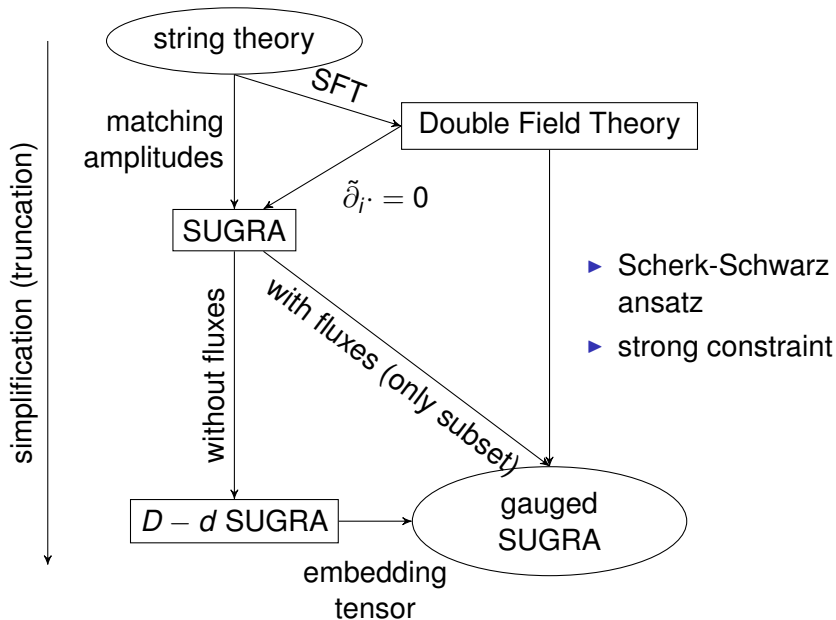 string theory
SFT
Double Field Theory
matching
amplitudes
∂̃ᵢ· = 0
SUGRA
simplification (truncation)
without fluxes
with fluxes (only subset)
▶ Scherk-Schwarz
ansatz
▶ strong constraint
D − d SUGRA
gauged
SUGRA
embedding
tensor